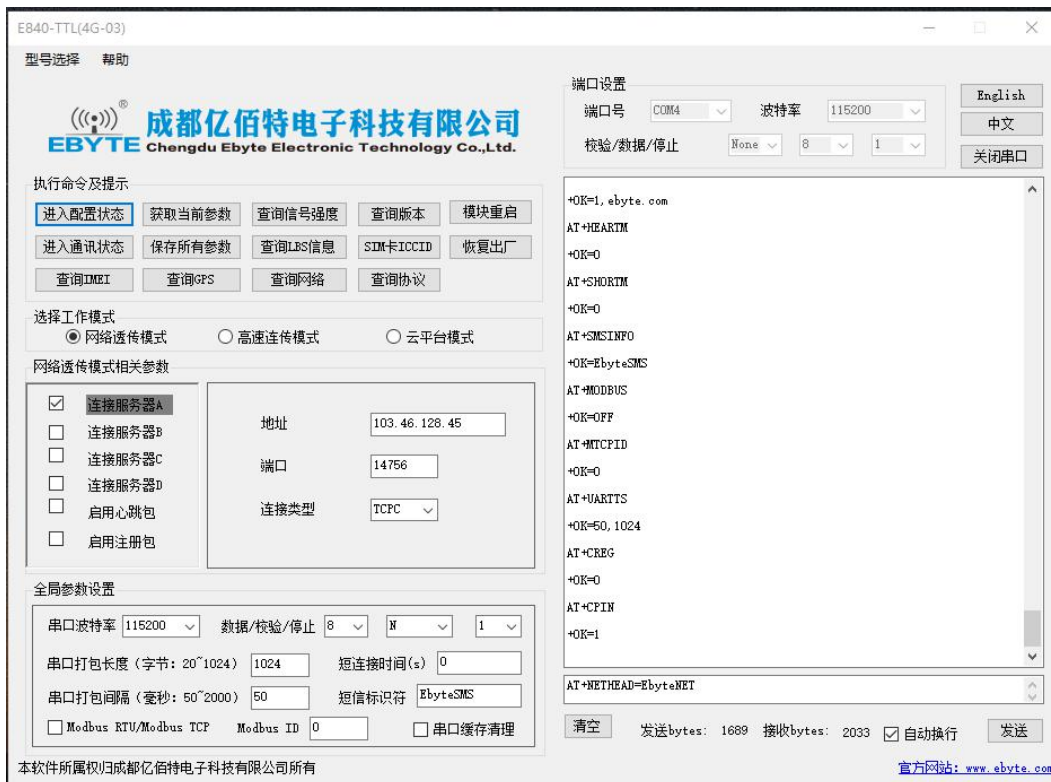 E840-TTL(4G-03)
型号选择 帮助
成都亿佰特电子科技有限公司
EBYTE Chengdu Ebyte Electronic Technology Co.,Ltd.
执行命令及提示
进入配置状态 获取当前参数 查询信号强度 查询版本 模块重启
进入通讯状态 保存所有参数 查询LBS信息 SIM卡ICCID 恢复出厂
查询IMEI 查询GPS 查询网络 查询协议
选择工作模式
网络透传模式 高速连传模式 云平台模式
网络透传模式相关参数
连接服务器A
连接服务器B
连接服务器C
连接服务器D
启用心跳包
启用注册包
地址 103.46.128.45
端口 14756
连接类型 TCPC
全局参数设置
串口波特率 115200 数据/校验/停止 8 N 1
串口打包长度(字节: 20~1024) 1024 短连接时间(s) 0
串口打包间隔(毫秒: 50~2000) 50 短信标识符 EbyteSMS
Modbus RTU/Modbus TCP Modbus ID 0 串口缓存清理
本软件所属权归成都亿佰特电子科技有限公司所有
端口设置
端口号 COM4 波特率 115200
校验/数据/停止 None 8 1
English
中文
关闭串口
+OK=1,ebyte.com
AT+HEARTM
+OK=0
AT+SHORTM
+OK=0
AT+SMSINFO
+OK=EbyteSMS
AT+MODBUS
+OK=OFF
AT+MTCPID
+OK=0
AT+UARTTS
+OK=50,1024
AT+CREG
+OK=0
AT+CPIN
+OK=1
AT+NETHEAD=EbyteNET
清空 发送bytes: 1689 接收bytes: 2033 自动换行 发送
官方网站: www.ebyte.com